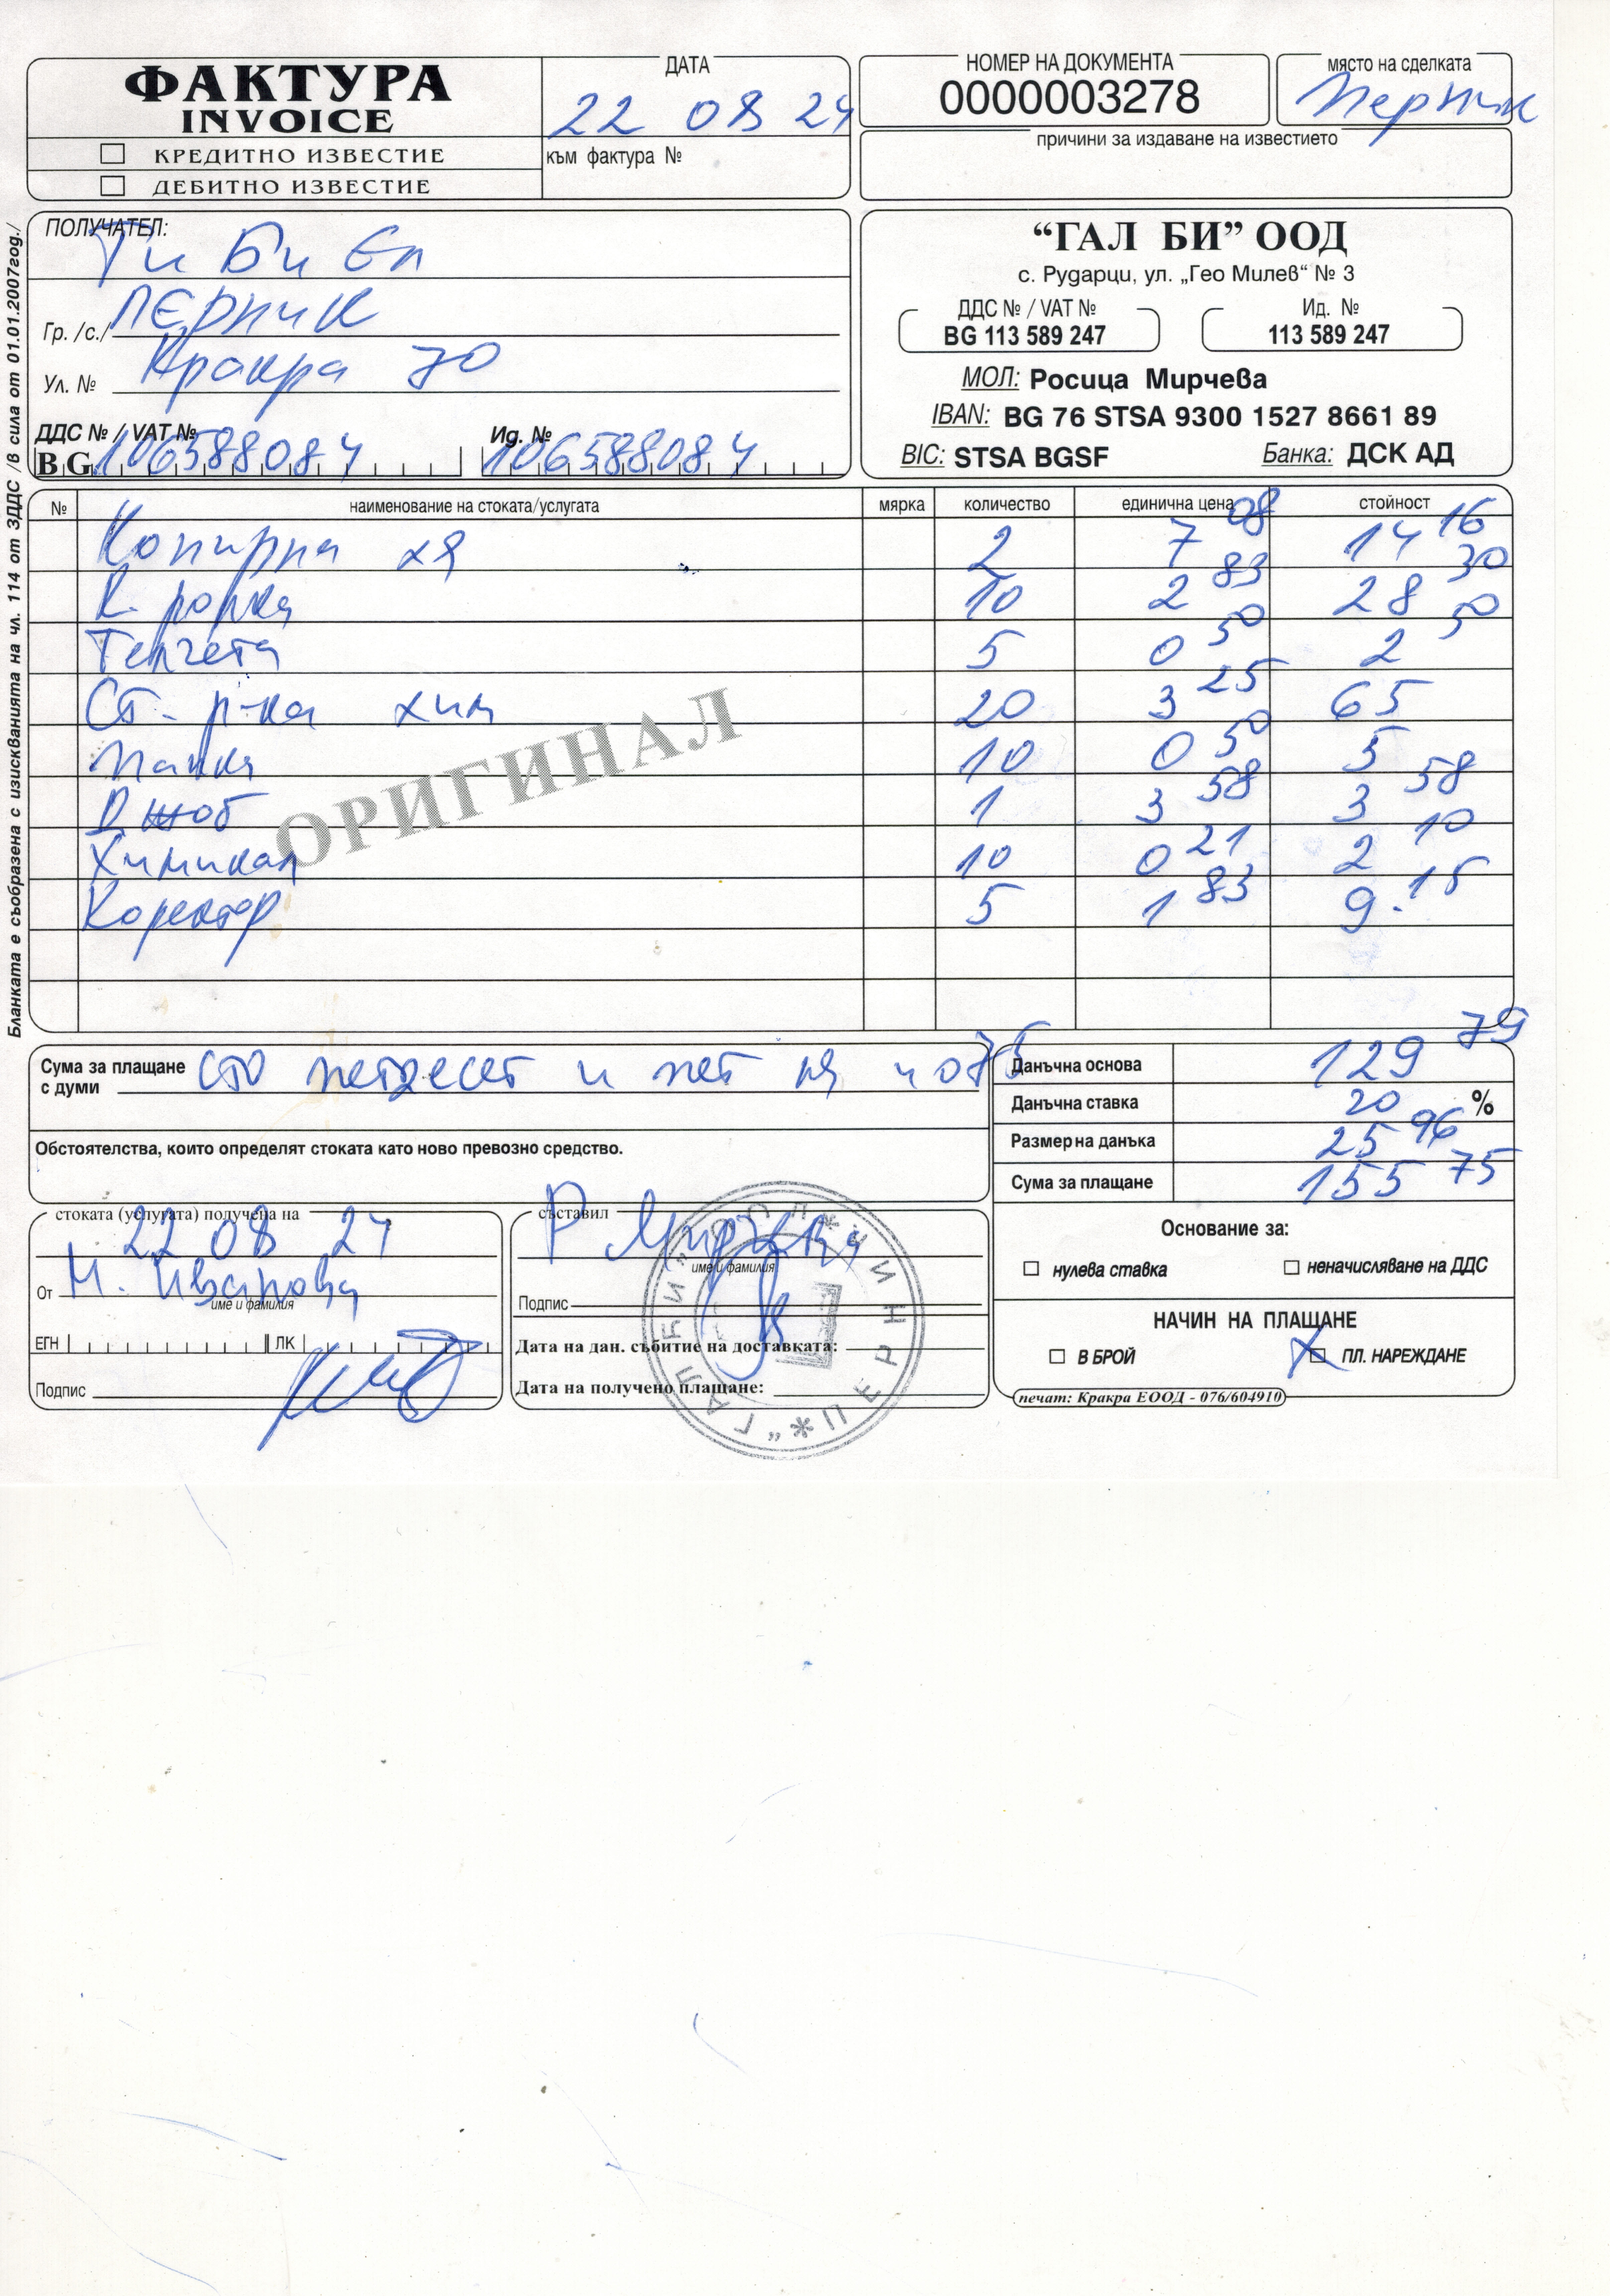 ФАКТУРА
INVOICE
КРЕДИТНО ИЗВЕСТИЕ
ДЕБИТНО ИЗВЕСТИЕ
ДАТА
22 08 24
към фактура №
НОМЕР НА ДОКУМЕНТА
0000003278
място на сделката
Перник
причини за издаване на известието
ПОЛУЧАТЕЛ:
Ти Би Ел
Гр. /с./ ПЕРНИК
Ул. № Кракра 70
ДДС № / VAT № Ид. №
BG 106588084 106588084
“ГАЛ БИ” ООД
с. Рударци, ул. „Гео Милев“ № 3
ДДС № / VAT № Ид. №
BG 113 589 247 113 589 247
МОЛ: Росица Мирчева
IBAN: BG 76 STSA 9300 1527 8661 89
BIC: STSA BGSF Банка: ДСК АД
Бланката е съобразена с изискванията на чл. 114 от ЗДДС /в сила от 01.01.2007год./
№ наименование на стоката/услугата мярка количество единична цена стойност
Копирна хя 2 7 08 14 16
К. ролка 10 2 83 28 30
Телчета 5 0 50 2 50
Ст- р-ка хим 20 3 25 65
Папка 10 0 50 5
Джоб 1 3 58 3 58
Химикал 10 0 21 2 10
Коректор 5 1 83 9.15
ОРИГИНАЛ
Сума за плащане
с думи сто петдесет и пет лв и 075
Обстоятелства, които определят стоката като ново превозно средство.
Данъчна основа 129 79
Данъчна ставка 20 %
Размер на данъка 25 96
Сума за плащане 155 75
стоката (услугата) получена на
22 08 24
От М. Иванова
име и фамилия
ЕГН ЛК
Подпис
съставил
Р Мирчева
име и фамилия
Подпис
Дата на дан. събитие на доставката:
Дата на получено плащане:
„ГАЛ БИ“ ООД * ПЕРНИК *
Основание за:
нулева ставка неначисляване на ДДС
НАЧИН НА ПЛАЩАНЕ
В БРОЙ ПЛ. НАРЕЖДАНЕ
печат: Кракра ЕООД - 076/604910